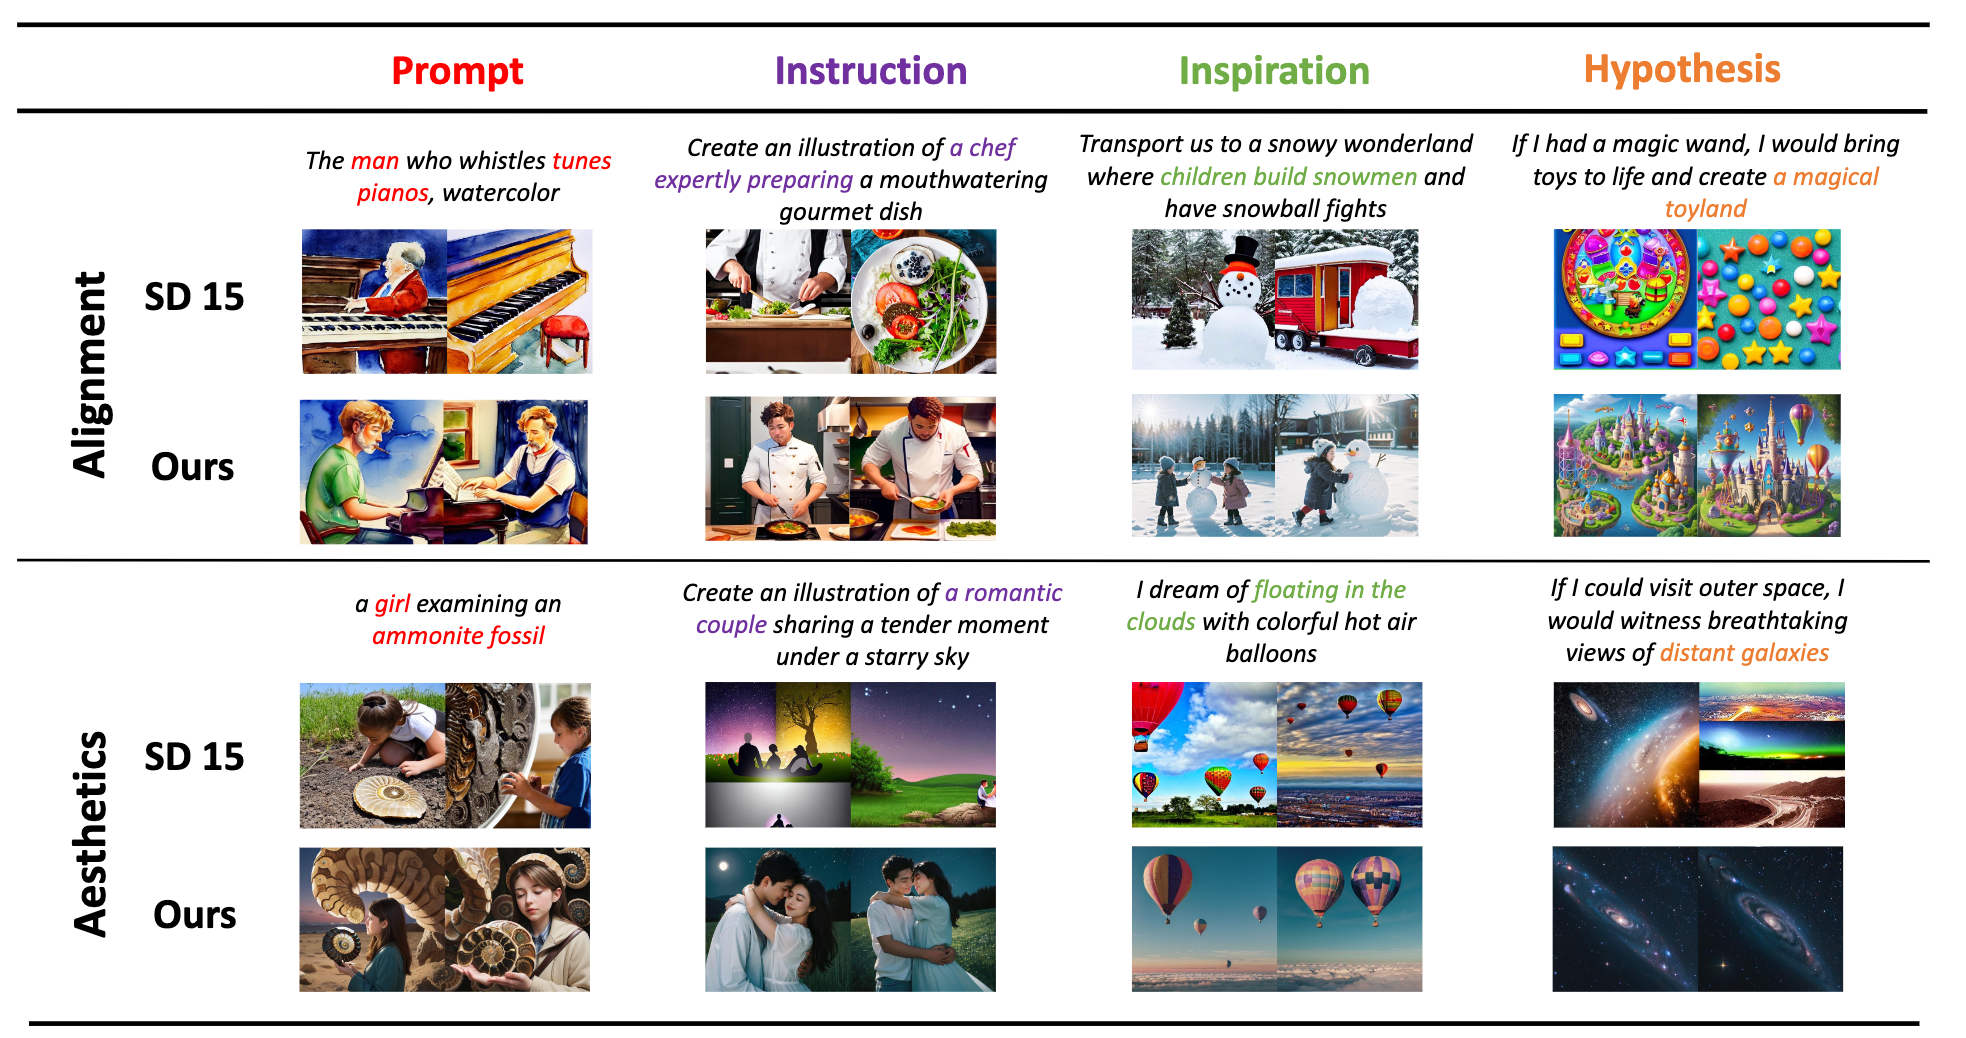 Prompt
Instruction
Inspiration
Hypothesis
Alignment
The man who whistles tunes
pianos, watercolor
Create an illustration of a chef
expertly preparing a mouthwatering
gourmet dish
Transport us to a snowy wonderland
where children build snowmen and
have snowball fights
If I had a magic wand, I would bring
toys to life and create a magical
toyland
SD 15
Ours
Aesthetics
a girl examining an
ammonite fossil
Create an illustration of a romantic
couple sharing a tender moment
under a starry sky
I dream of floating in the
clouds with colorful hot air
balloons
If I could visit outer space, I
would witness breathtaking
views of distant galaxies
SD 15
Ours